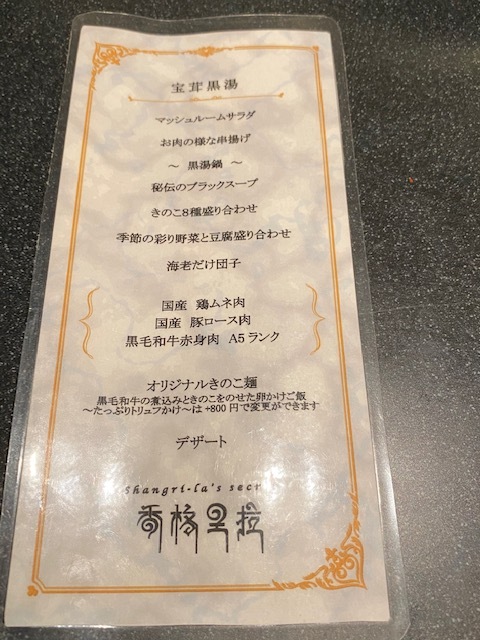 宝茸黒湯
マッシュルームサラダ
お肉の様な串揚げ
～ 黒湯鍋 ～
秘伝のブラックスープ
きのこ8種盛り合わせ
季節の彩り野菜と豆腐盛り合わせ
海老だけ団子
国産 鶏ムネ肉
国産 豚ロース肉
黒毛和牛赤身肉 A5ランク
オリジナルきのこ麺
黒毛和牛の煮込みときのこをのせた卵かけご飯
～たっぷりトリュフかけ～は +800 円で変更ができます
デザート
Shangri-la's secr
香格里拉